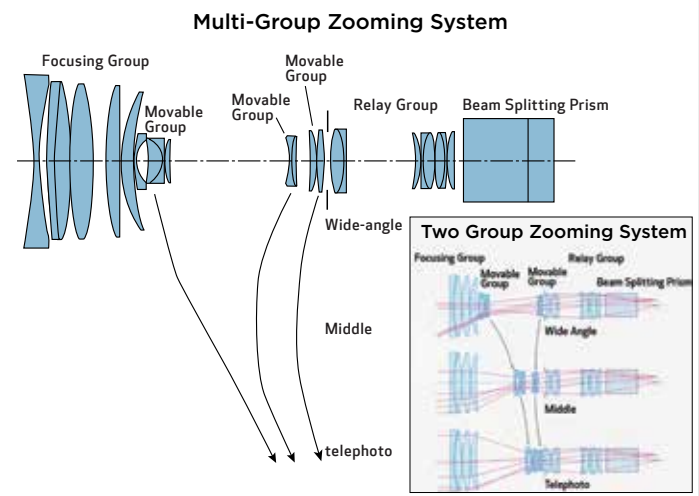 Multi-Group Zooming System
Focusing Group
Movable
Group
Movable
Group
Movable
Group
Relay Group
Beam Splitting Prism
Wide-angle
Middle
telephoto
Two Group Zooming System
Focusing Group
Movable
Group
Movable
Group
Relay Group
Beam Splitting Prism
Wide Angle
Middle
Telephoto